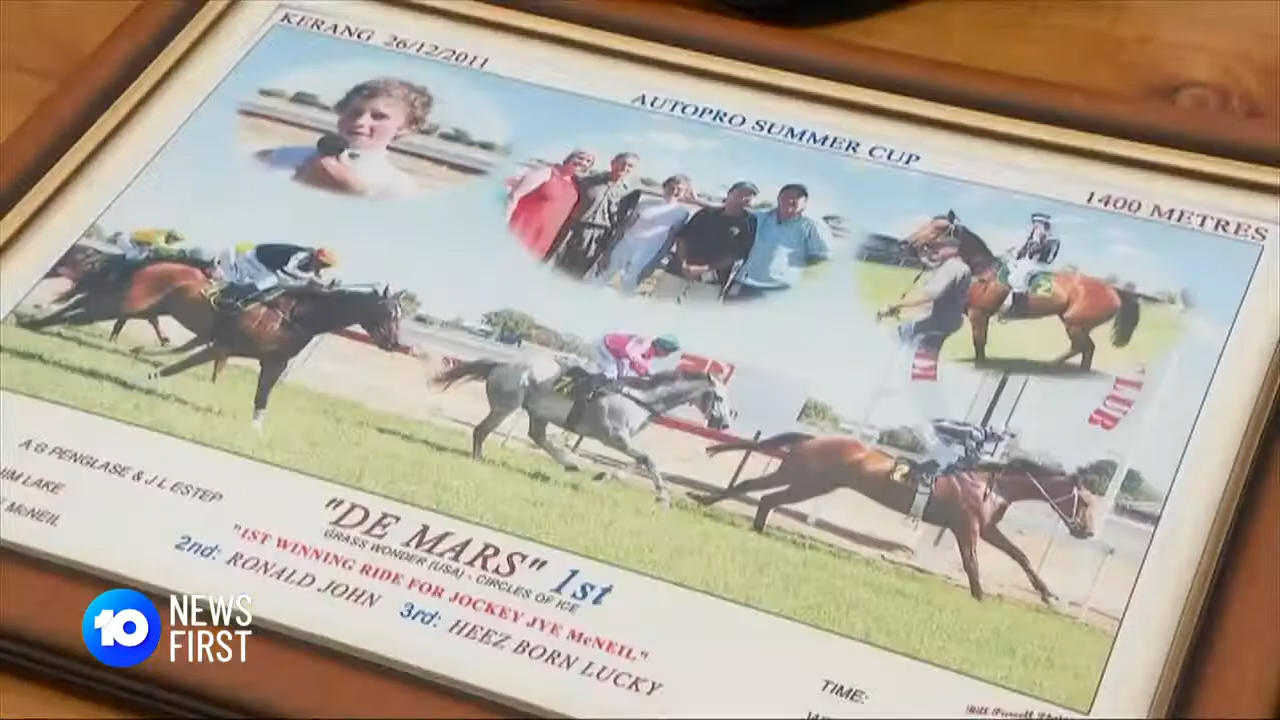 KERANG 26/12/2011
AUTOPRO SUMMER CUP
1400 METRES
LUB
A G PENGLASE & J L ESTEP
JIM LAKE
McNEIL
"DE MARS" 1st
GRASS WONDER (USA) - CIRCLES OF ICE
"1ST WINNING RIDE FOR JOCKEY JYE McNEIL"
2nd: RONALD JOHN 3rd: HEEZ BORN LUCKY
TIME:
10 NEWS
FIRST